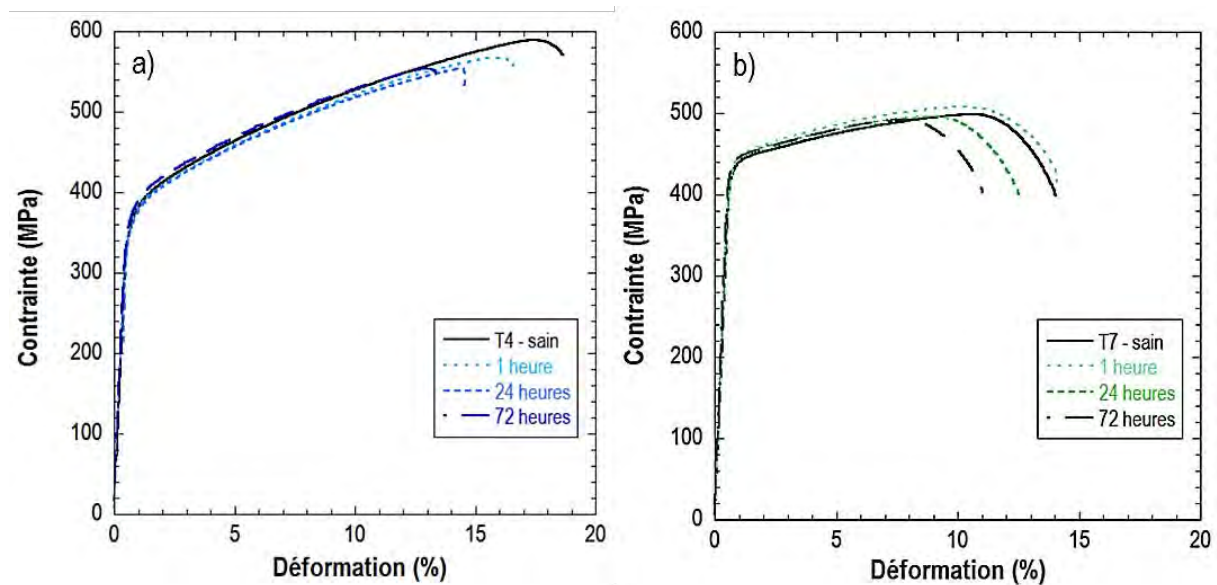 a)
600
500
400
300
200
100
0
Contrainte (MPa)
0 5 10 15 20
Déformation (%)
T4 - sain
1 heure
24 heures
72 heures
b)
600
500
400
300
200
100
0
Contrainte (MPa)
0 5 10 15 20
Déformation (%)
T7 - sain
1 heure
24 heures
72 heures